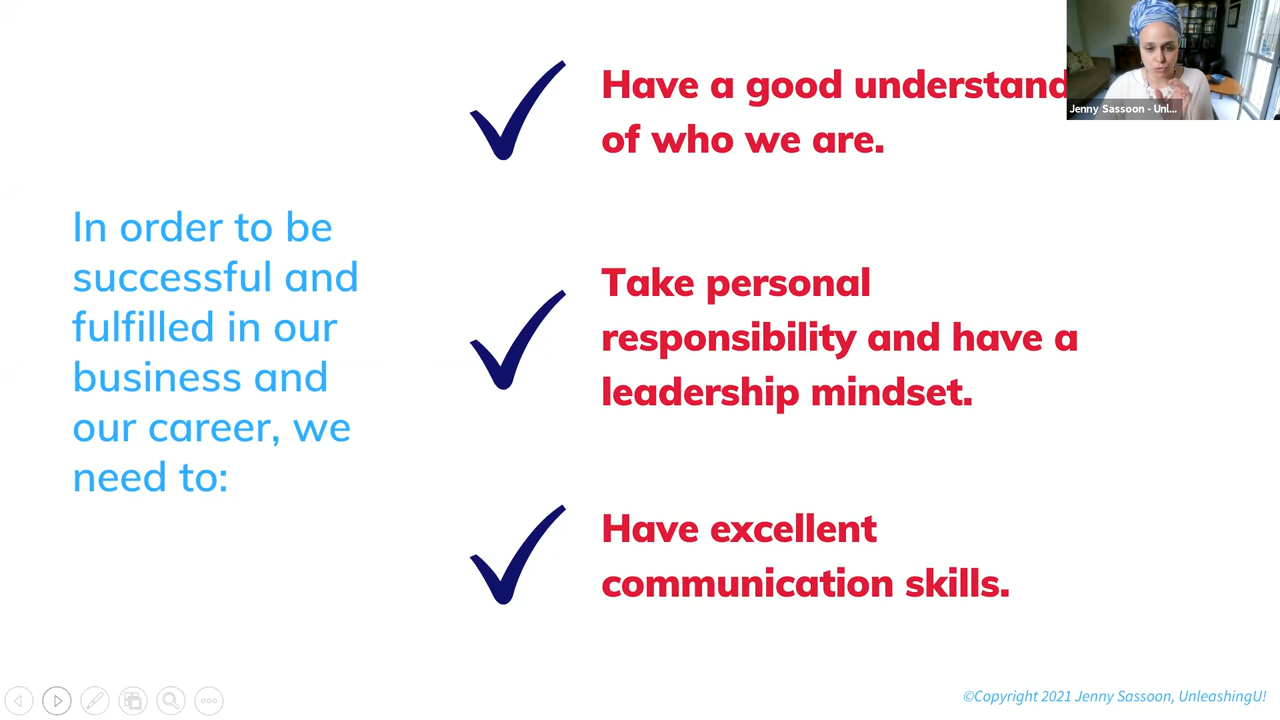 In order to be
successful and
fulfilled in our
business and
our career, we
need to:
Have a good understand
of who we are.
Take personal
responsibility and have a
leadership mindset.
Have excellent
communication skills.
Jenny Sassoon - Unl...
©Copyright 2021 Jenny Sassoon, UnleashingU!